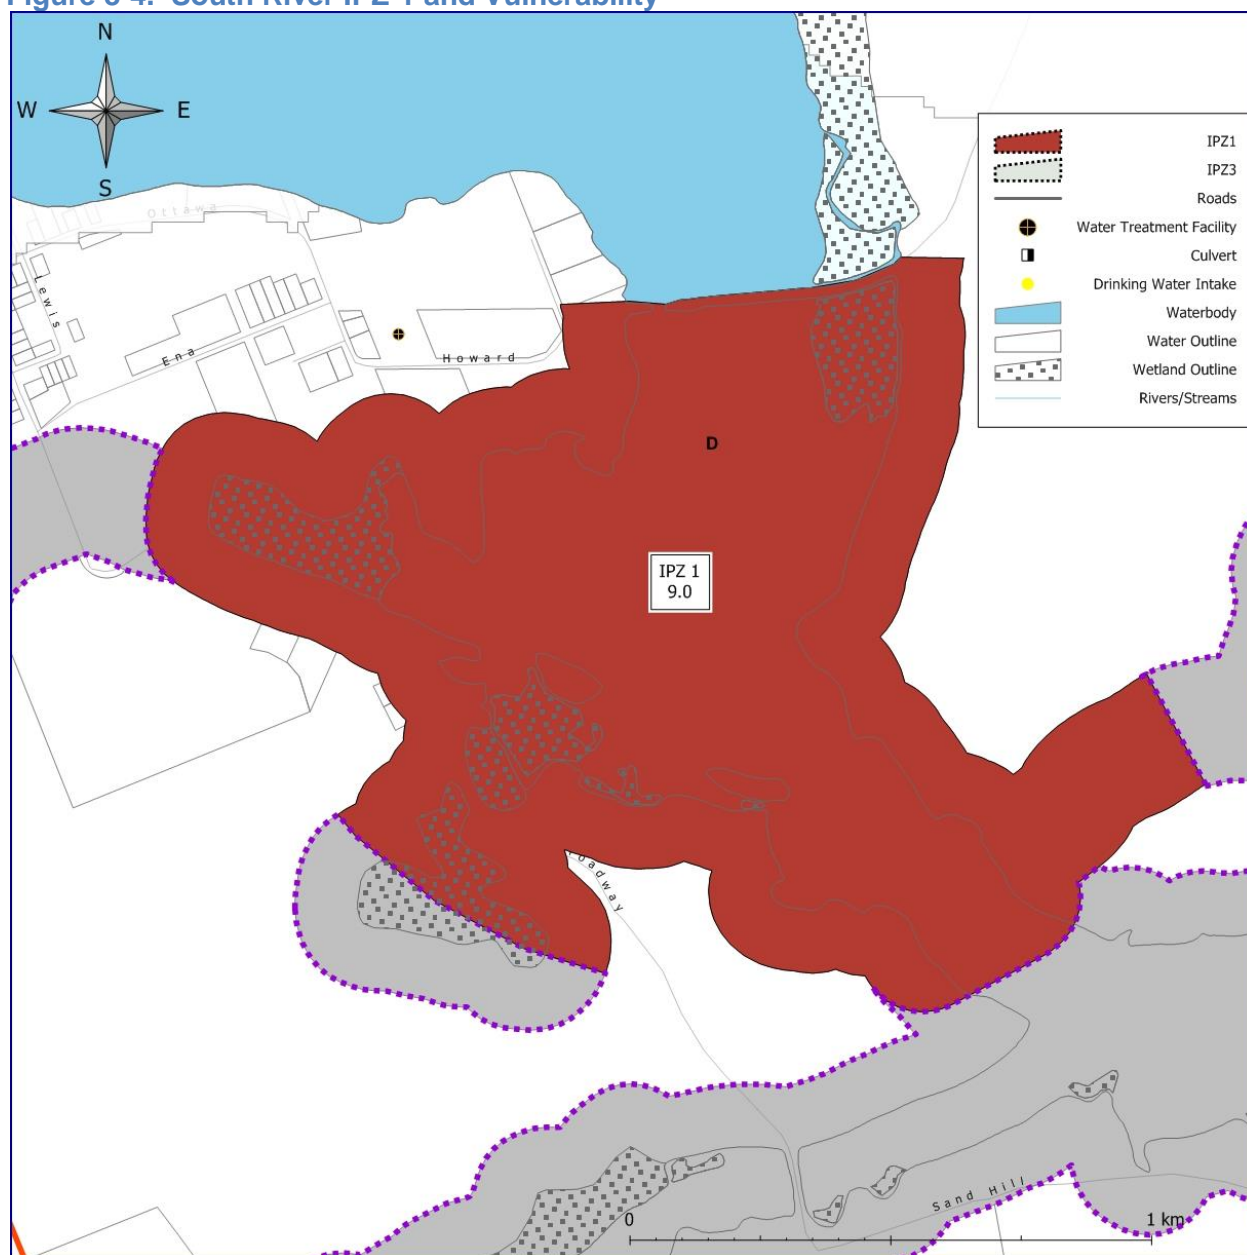 Figure 8-4. South River IPZ-1 and Vulnerability
N
W E
S
Ottawa
Lewis
Ena
Howard
IPZ1
IPZ3
Roads
Water Treatment Facility
Culvert
Drinking Water Intake
Waterbody
Water Outline
Wetland Outline
Rivers/Streams
D
IPZ 1
9.0
oadway
Sand Hill
0 1 km